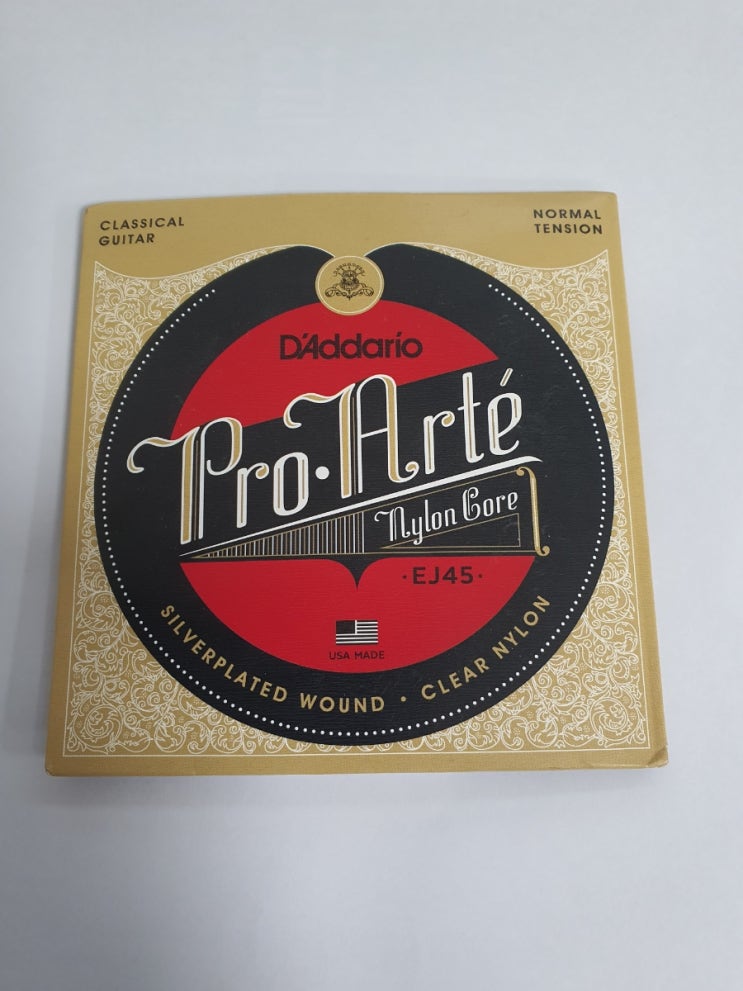 CLASSICAL
GUITAR
NORMAL
TENSION
D'Addario
Pro·Arté
Nylon Core
·EJ45·
USA MADE
SILVERPLATED WOUND · CLEAR NYLON